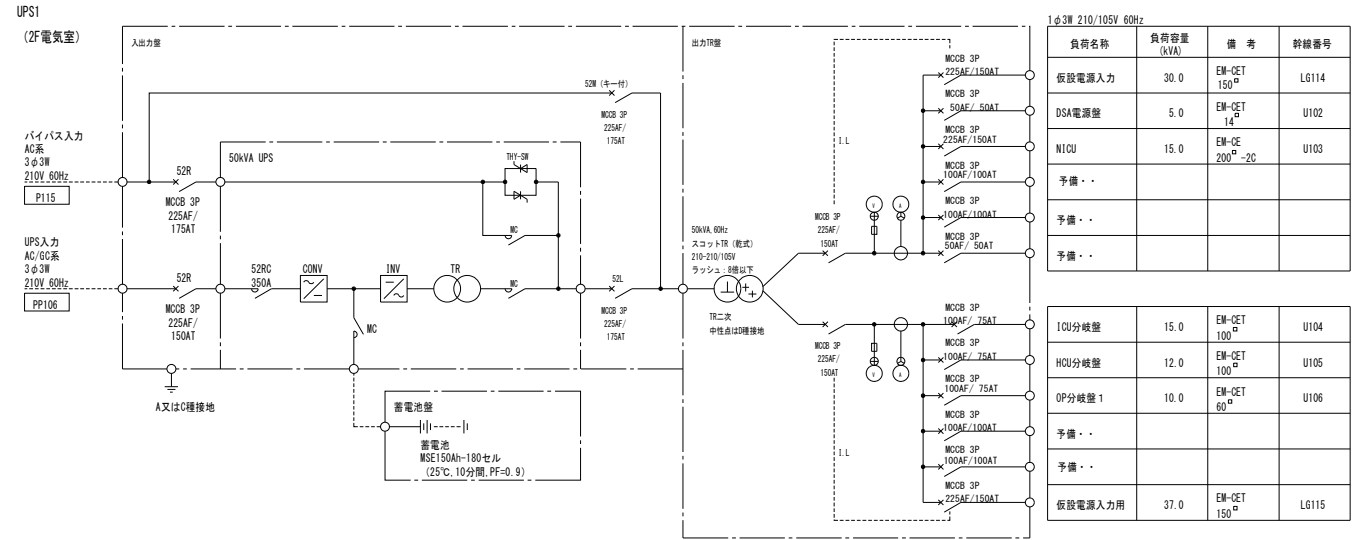 UPS1
(2F電気室)
入出力盤
出力TR盤
バイパス入力
AC系
3φ3W
210V 60Hz
P115
UPS入力
AC/GC系
3φ3W
210V 60Hz
PP106
52R
MCCB 3P
225AF/
175AT
52R
MCCB 3P
225AF/
150AT
A又はC種接地
50kVA UPS
52RC
350A
CONV
INV
TR
MC
MC
MC
THY-SW
52M (キー付)
MCCB 3P
225AF/
175AT
52L
MCCB 3P
225AF/
175AT
蓄電池盤
蓄電池
MSE150Ah-180セル
(25℃,10分間,PF=0.9)
50kVA,60Hz
スコットTR (乾式)
210-210/105V
ラッシュ:8倍以下
TR二次
中性点はD種接地
MCCB 3P
225AF/
150AT
V
A
I.L
MCCB 3P
225AF/150AT
MCCB 3P
50AF/ 50AT
MCCB 3P
225AF/150AT
MCCB 3P
100AF/100AT
MCCB 3P
100AF/100AT
MCCB 3P
50AF/ 50AT
MCCB 3P
225AF/
150AT
V
A
I.L
MCCB 3P
100AF/ 75AT
MCCB 3P
100AF/ 75AT
MCCB 3P
100AF/ 75AT
MCCB 3P
100AF/100AT
MCCB 3P
100AF/100AT
MCCB 3P
225AF/150AT
1φ3W 210/105V 60Hz
負荷名称 負荷容量 (kVA) 備 考 幹線番号
仮設電源入力 30.0 EM-CET 150□ LG114
DSA電源盤 5.0 EM-CET 14□ U102
NICU 15.0 EM-CE 200□-2C U103
予備・・
予備・・
予備・・
ICU分岐盤 15.0 EM-CET 100□ U104
HCU分岐盤 12.0 EM-CET 100□ U105
OP分岐盤1 10.0 EM-CET 60□ U106
予備・・
予備・・
仮設電源入力用 37.0 EM-CET 150□ LG115